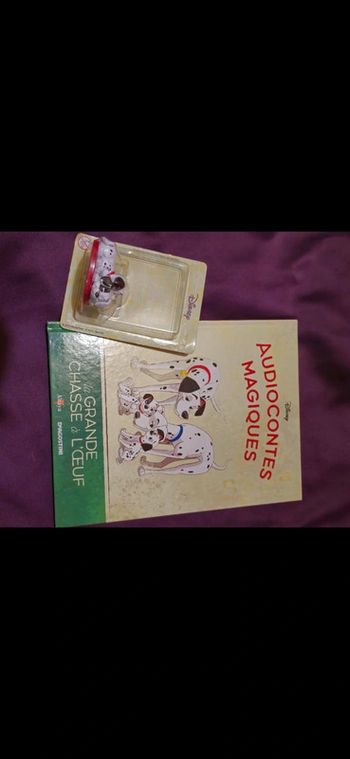 Disney
Disney
AUDIOCONTES
MAGIQUES
la GRANDE
CHASSE à L'ŒUF
DEAGOSTINI